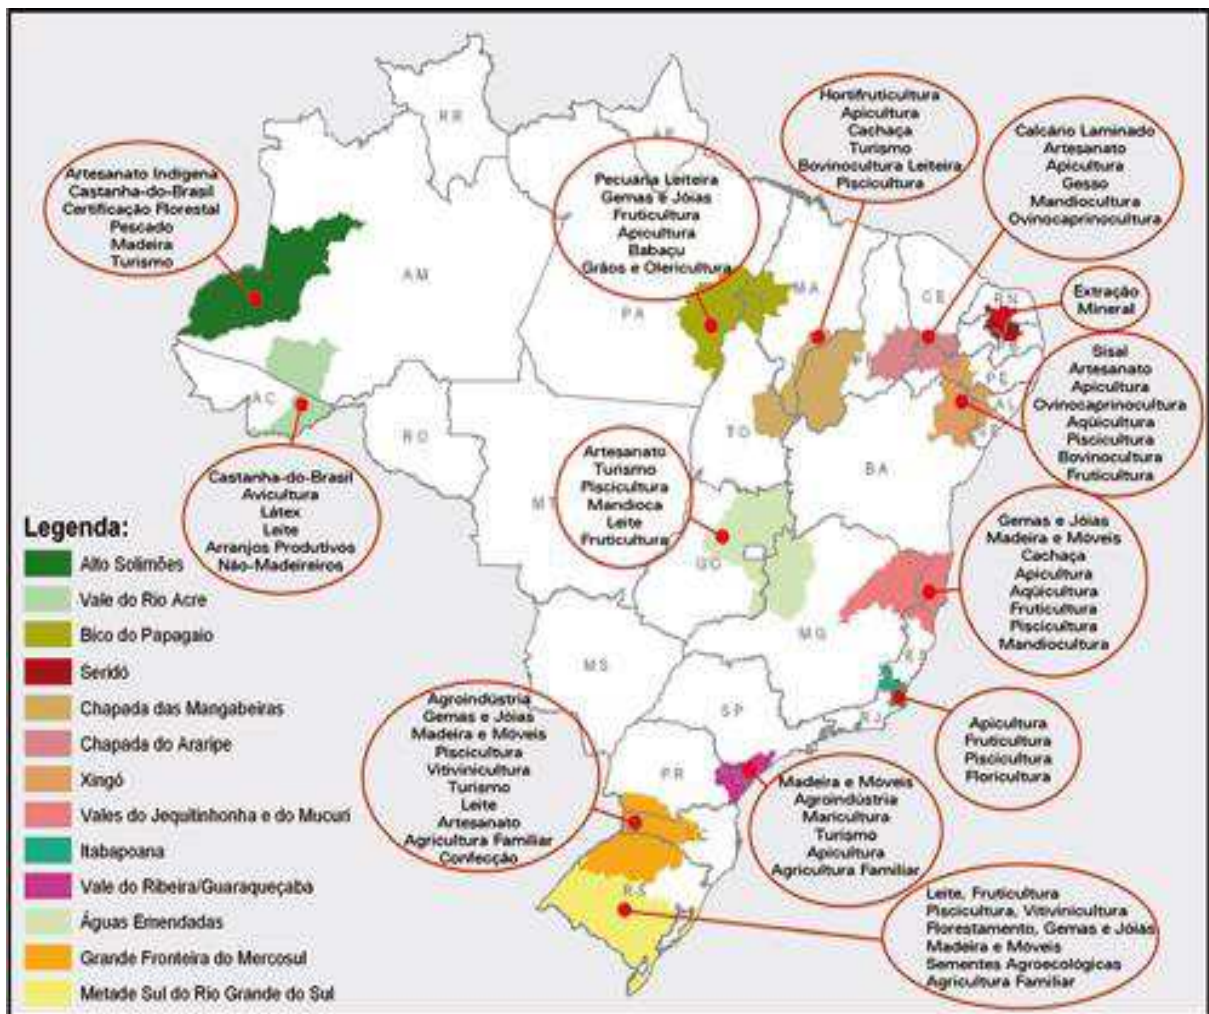 Hortifruticultura
Apicultura
Cachaça
Turismo
Bovinocultura Leiteira
Piscicultura
Calcário Laminado
Artesanato
Apicultura
Gesso
Mandiocultura
Ovinocaprinocultura
Artesanato Indígena
Castanha-do-Brasil
Certificação Florestal
Pescado
Madeira
Turismo
Pecuária Leiteira
Gemas e Jóias
Fruticultura
Apicultura
Babaçu
Grãos e Olericultura
Extração
Mineral
Sisal
Artesanato
Apicultura
Ovinocaprinocultura
Aqüicultura
Piscicultura
Bovinocultura
Fruticultura
Castanha-do-Brasil
Avicultura
Látex
Leite
Arranjos Produtivos
Não-Madeireiros
Artesanato
Turismo
Piscicultura
Mandioca
Leite
Fruticultura
Gemas e Jóias
Madeira e Móveis
Cachaça
Apicultura
Aqüicultura
Fruticultura
Piscicultura
Mandiocultura
Agroindústria
Gemas e Jóias
Madeira e Móveis
Piscicultura
Vitivinicultura
Turismo
Leite
Artesanato
Agricultura Familiar
Confecção
Apicultura
Fruticultura
Piscicultura
Floricultura
Madeira e Móveis
Agroindústria
Maricultura
Turismo
Apicultura
Agricultura Familiar
Leite, Fruticultura
Piscicultura, Vitivinicultura
Florestamento, Gemas e Jóias
Madeira e Móveis
Sementes Agroecológicas
Agricultura Familiar
RR
AM
PA
MA
CE
RN
PE
AL
AC
RO
TO
BA
MT
GO
MG
MS
SP
RJ
PR
RS
Legenda:
Alto Solimões
Vale do Rio Acre
Bico do Papagaio
Seridó
Chapada das Mangabeiras
Chapada do Araripe
Xingó
Vales do Jequitinhonha e do Mucuri
Itabapoana
Vale do Ribeira/Guaraqueçaba
Águas Emendadas
Grande Fronteira do Mercosul
Metade Sul do Rio Grande do Sul